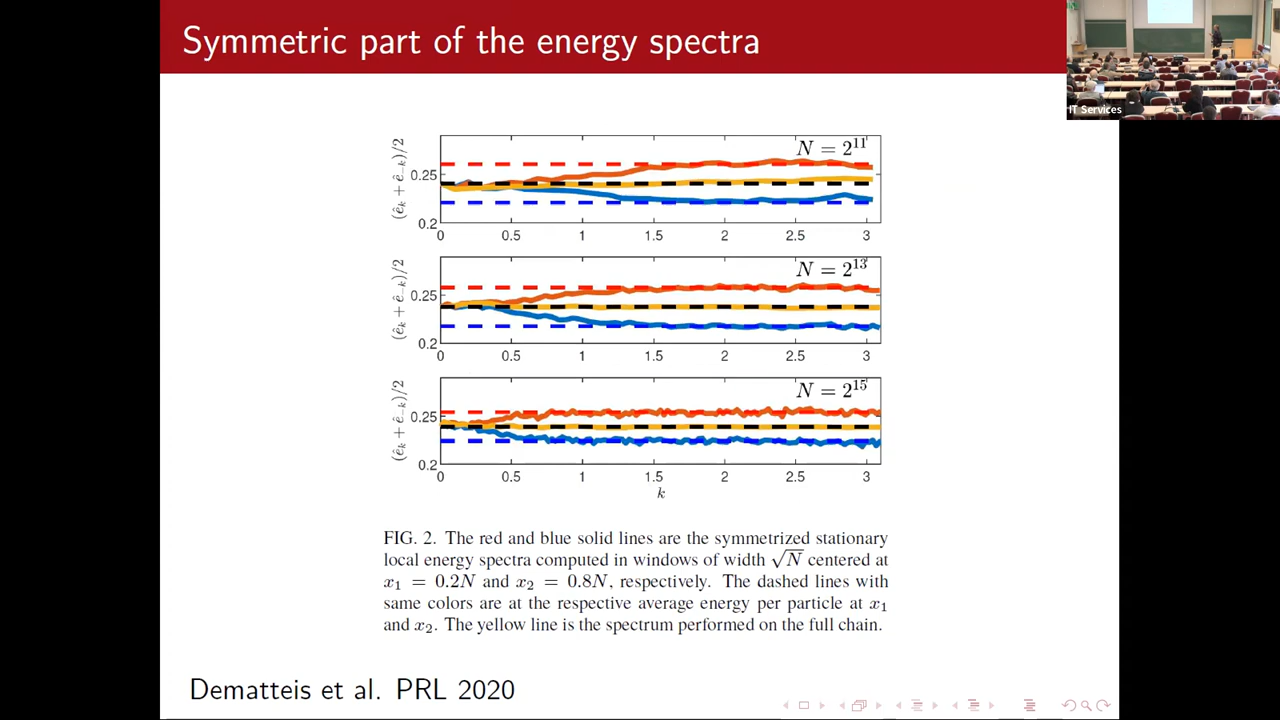 Symmetric part of the energy spectra
IT Services
N = 2^11
(ê_k + ê_{-k})/2
0.25
0.2
0 0.5 1 1.5 2 2.5 3
N = 2^13
(ê_k + ê_{-k})/2
0.25
0.2
0 0.5 1 1.5 2 2.5 3
N = 2^15
(ê_k + ê_{-k})/2
0.25
0.2
0 0.5 1 1.5 2 2.5 3
k
FIG. 2. The red and blue solid lines are the symmetrized stationary
local energy spectra computed in windows of width √N centered at
x₁ = 0.2N and x₂ = 0.8N, respectively. The dashed lines with
same colors are at the respective average energy per particle at x₁
and x₂. The yellow line is the spectrum performed on the full chain.
Dematteis et al. PRL 2020